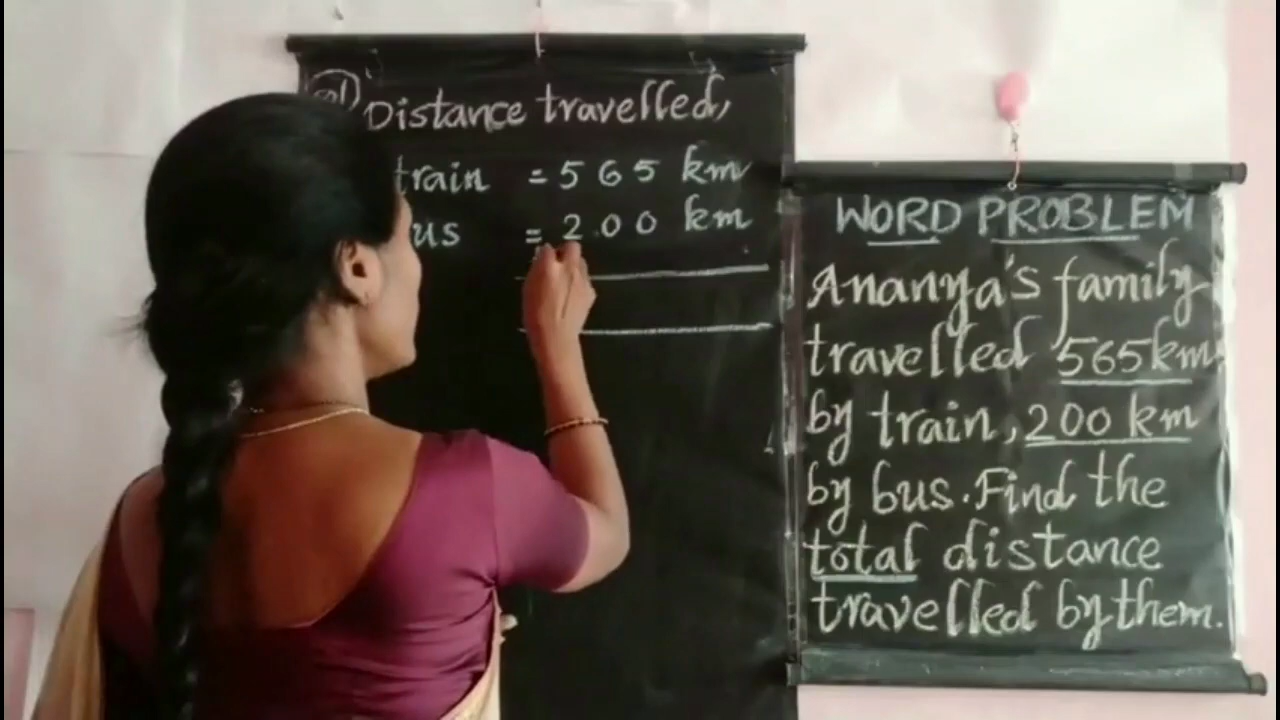 Distance travelled,
train = 565 km
us = 200 km
WORD PROBLEM
Ananya's family
travelled 565km
by train, 200 km
by bus. Find the
total distance
travelled by them.